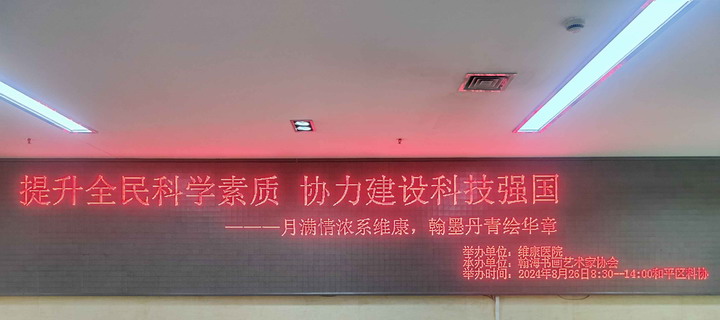 提升全民科学素质 协力建设科技强国
———月满情浓系维康，翰墨丹青绘华章
举办单位：维康医院
承办单位：翰海书画艺术家协会
举办时间：2024年8月26日8:30—14:00和平区科协